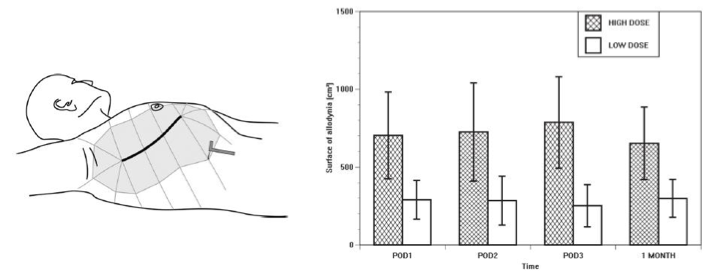 1500
HIGH DOSE
LOW DOSE
1000
500
0
Surface of allodynia [cm²]
POD1 POD2 POD3 1 MONTH
Time